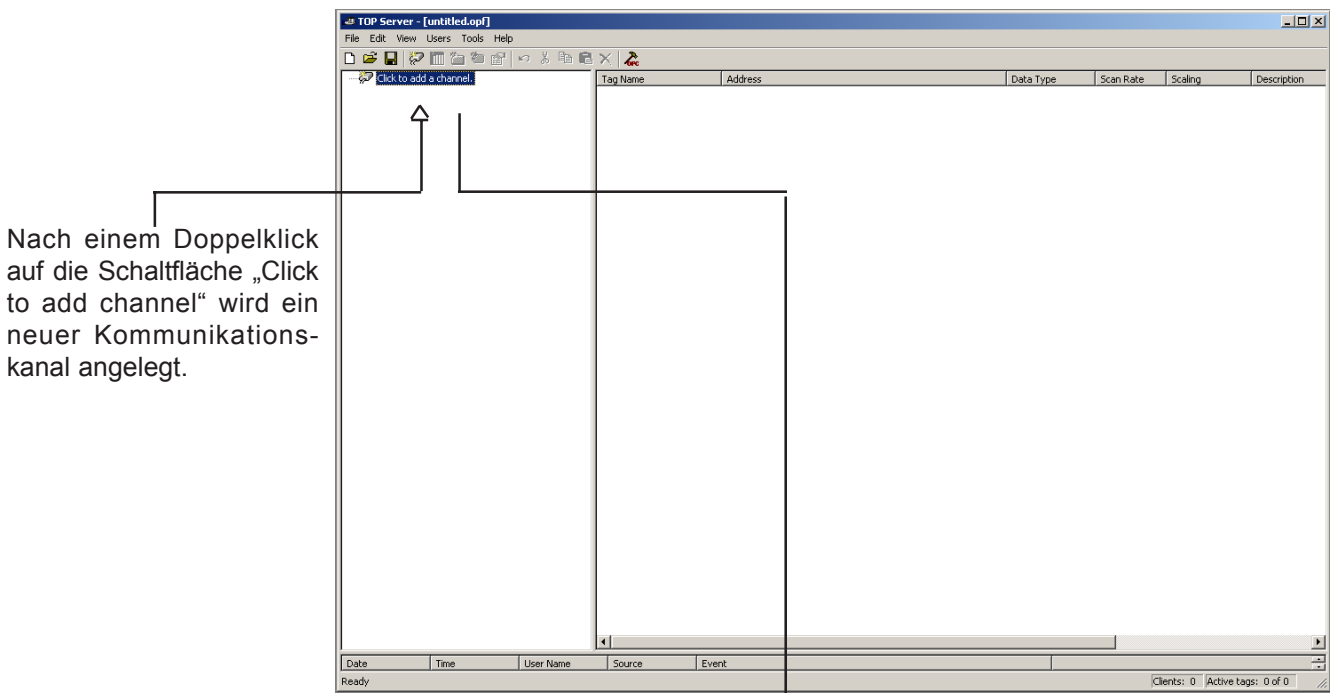 TOP Server - [untitled.opf]
File Edit View Users Tools Help
OPC
Click to add a channel.
Tag Name Address Data Type Scan Rate Scaling Description
Nach einem Doppelklick
auf die Schaltfläche „Click
to add channel“ wird ein
neuer Kommunikations-
kanal angelegt.
Date Time User Name Source Event
Ready Clients: 0 Active tags: 0 of 0